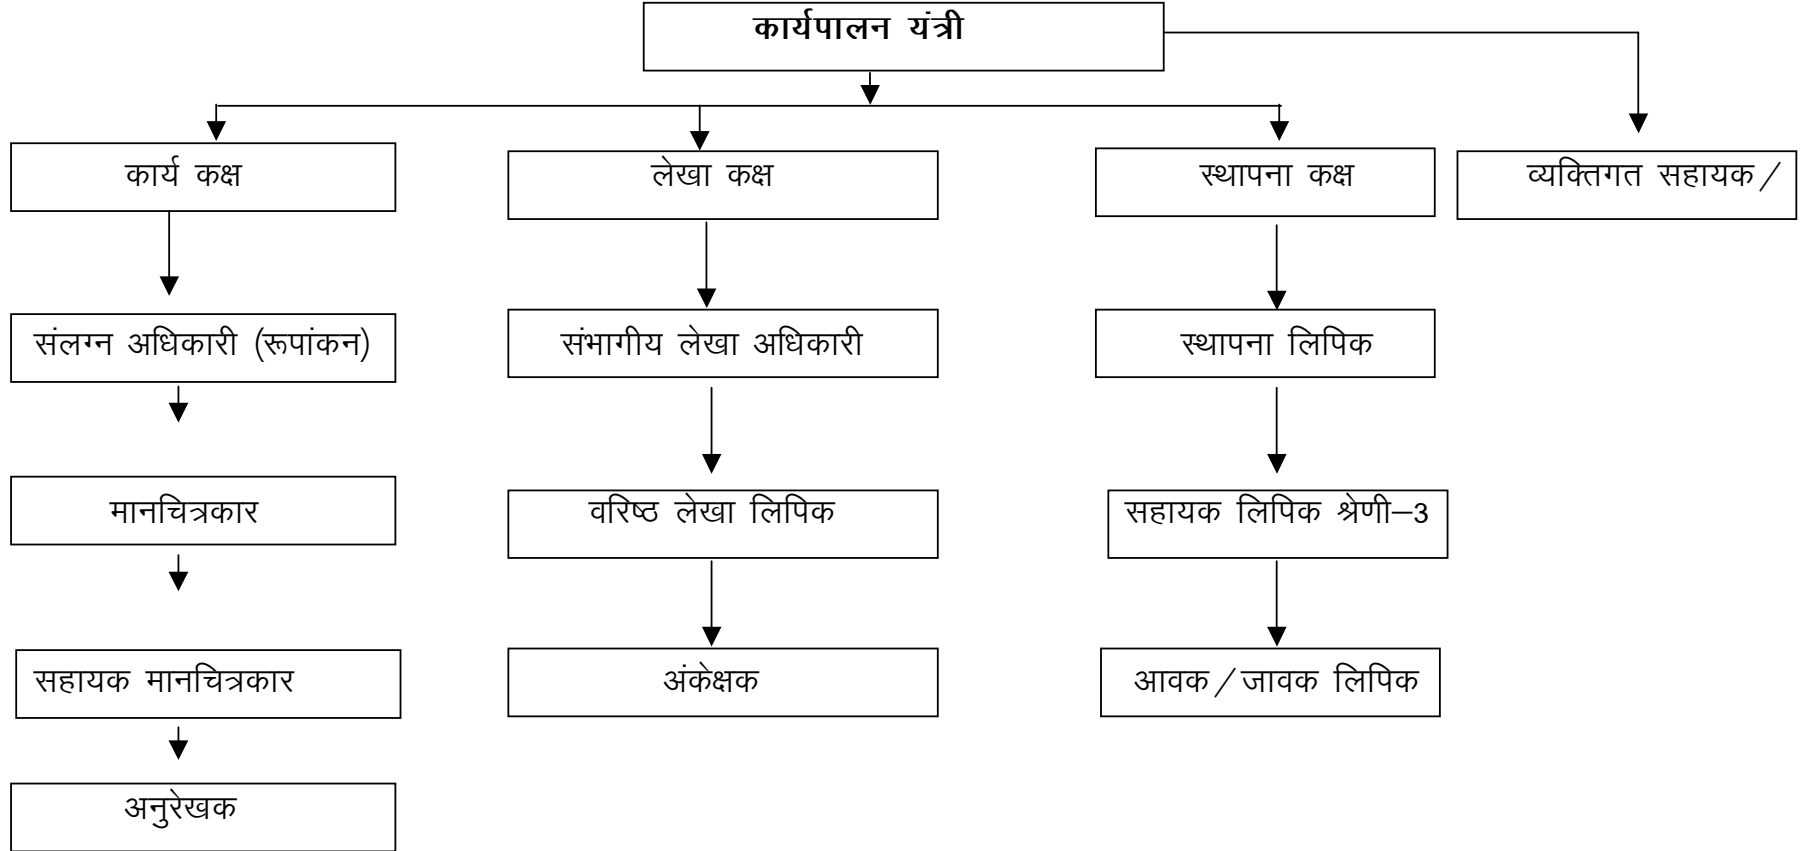 कार्यपालन यंत्री
कार्य कक्ष
लेखा कक्ष
स्थापना कक्ष
व्यक्तिगत सहायक /
संलग्न अधिकारी (रूपांकन)
संभागीय लेखा अधिकारी
स्थापना लिपिक
मानचित्रकार
वरिष्ठ लेखा लिपिक
सहायक लिपिक श्रेणी–3
सहायक मानचित्रकार
अंकेक्षक
आवक / जावक लिपिक
अनुरेखक